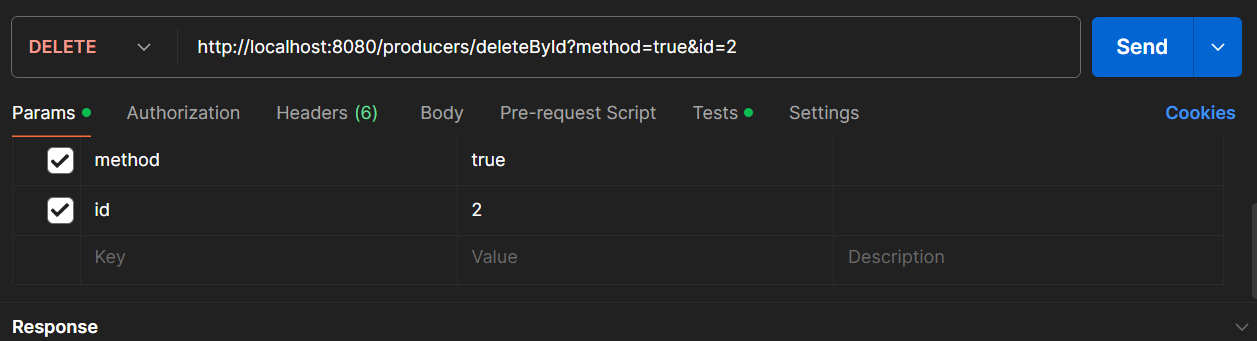 DELETE http://localhost:8080/producers/deleteById?method=true&id=2 Send
Params Authorization Headers (6) Body Pre-request Script Tests Settings Cookies
method true
id 2
Key Value Description
Response